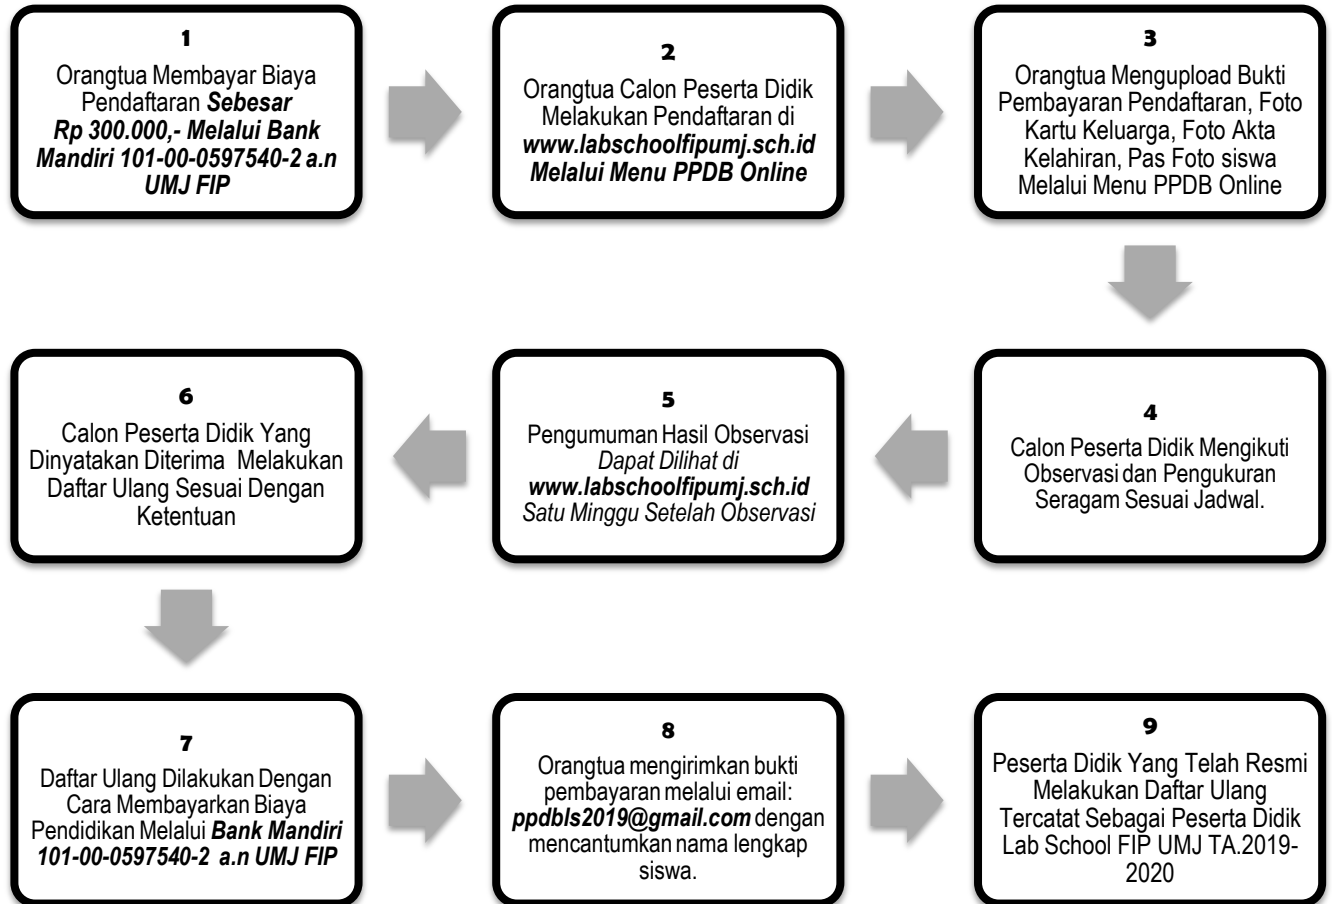 1
Orangtua Membayar Biaya
Pendaftaran Sebesar
Rp 300.000,- Melalui Bank
Mandiri 101-00-0597540-2 a.n
UMJ FIP
2
Orangtua Calon Peserta Didik
Melakukan Pendaftaran di
www.labschoolfipumj.sch.id
Melalui Menu PPDB Online
3
Orangtua Mengupload Bukti
Pembayaran Pendaftaran, Foto
Kartu Keluarga, Foto Akta
Kelahiran, Pas Foto siswa
Melalui Menu PPDB Online
4
Calon Peserta Didik Mengikuti
Observasi dan Pengukuran
Seragam Sesuai Jadwal.
5
Pengumuman Hasil Observasi
Dapat Dilihat di
www.labschoolfipumj.sch.id
Satu Minggu Setelah Observasi
6
Calon Peserta Didik Yang
Dinyatakan Diterima Melakukan
Daftar Ulang Sesuai Dengan
Ketentuan
7
Daftar Ulang Dilakukan Dengan
Cara Membayarkan Biaya
Pendidikan Melalui Bank Mandiri
101-00-0597540-2 a.n UMJ FIP
8
Orangtua mengirimkan bukti
pembayaran melalui email:
ppdbls2019@gmail.com dengan
mencantumkan nama lengkap
siswa.
9
Peserta Didik Yang Telah Resmi
Melakukan Daftar Ulang
Tercatat Sebagai Peserta Didik
Lab School FIP UMJ TA.2019-
2020